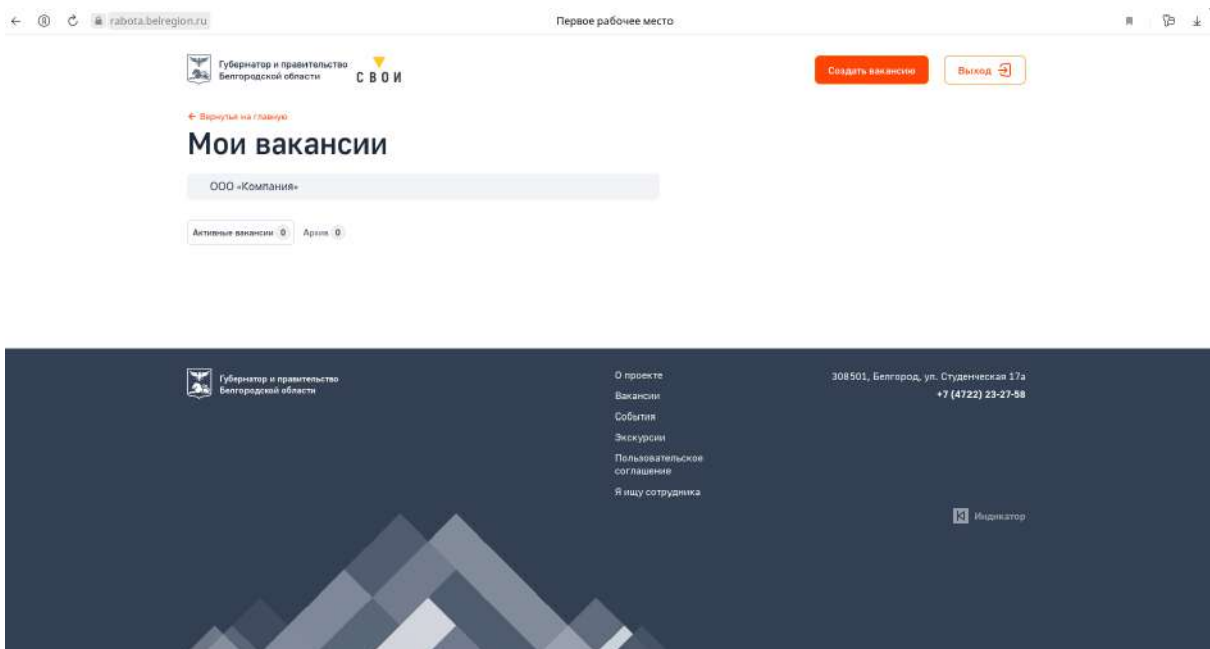 rabota.belregion.ru
Первое рабочее место
Губернатор и правительство
Белгородской области
СВОИ
Создать вакансию
Выход
← Вернуться на главную
Мои вакансии
ООО «Компания»
Активные вакансии 0
Архив 0
Губернатор и правительство
Белгородской области
О проекте
Вакансии
События
Экскурсии
Пользовательское
соглашение
Я ищу сотрудника
308501, Белгород, ул. Студенческая 17а
+7 (4722) 23-27-58
Индикатор